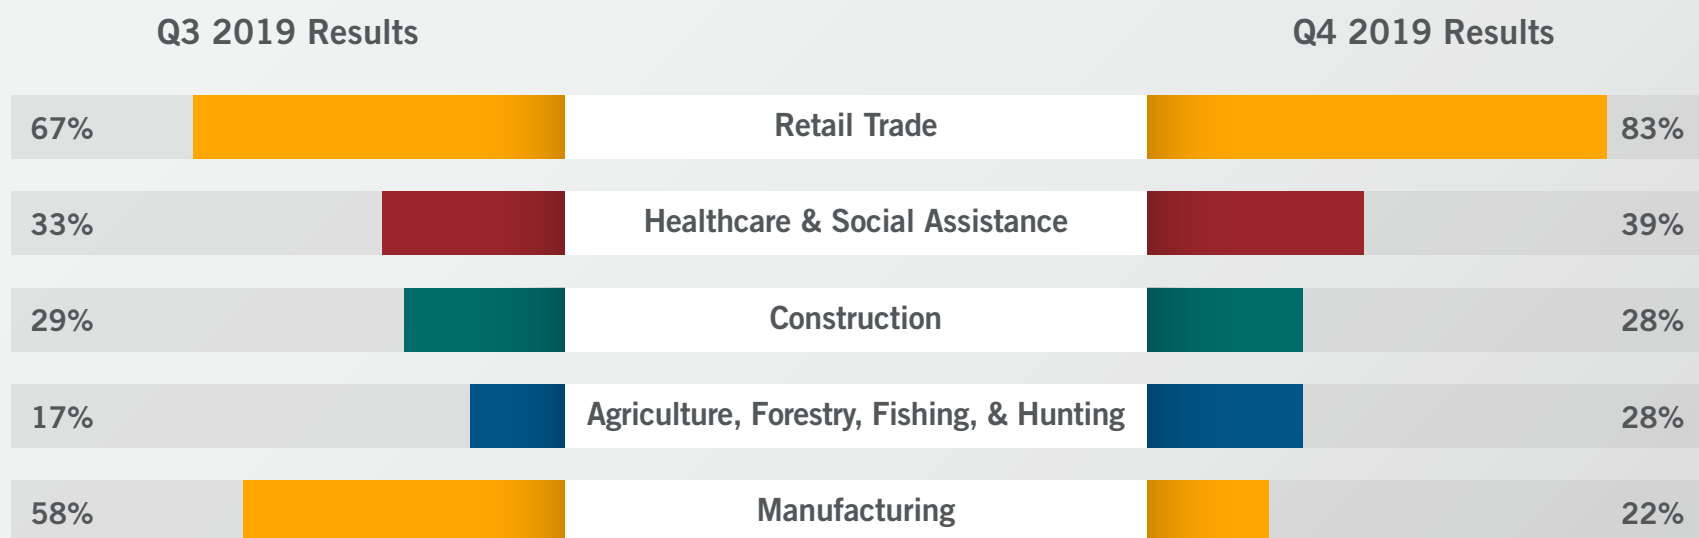 Q3 2019 Results
Q4 2019 Results
67%
Retail Trade
83%
33%
Healthcare & Social Assistance
39%
29%
Construction
28%
17%
Agriculture, Forestry, Fishing, & Hunting
28%
58%
Manufacturing
22%